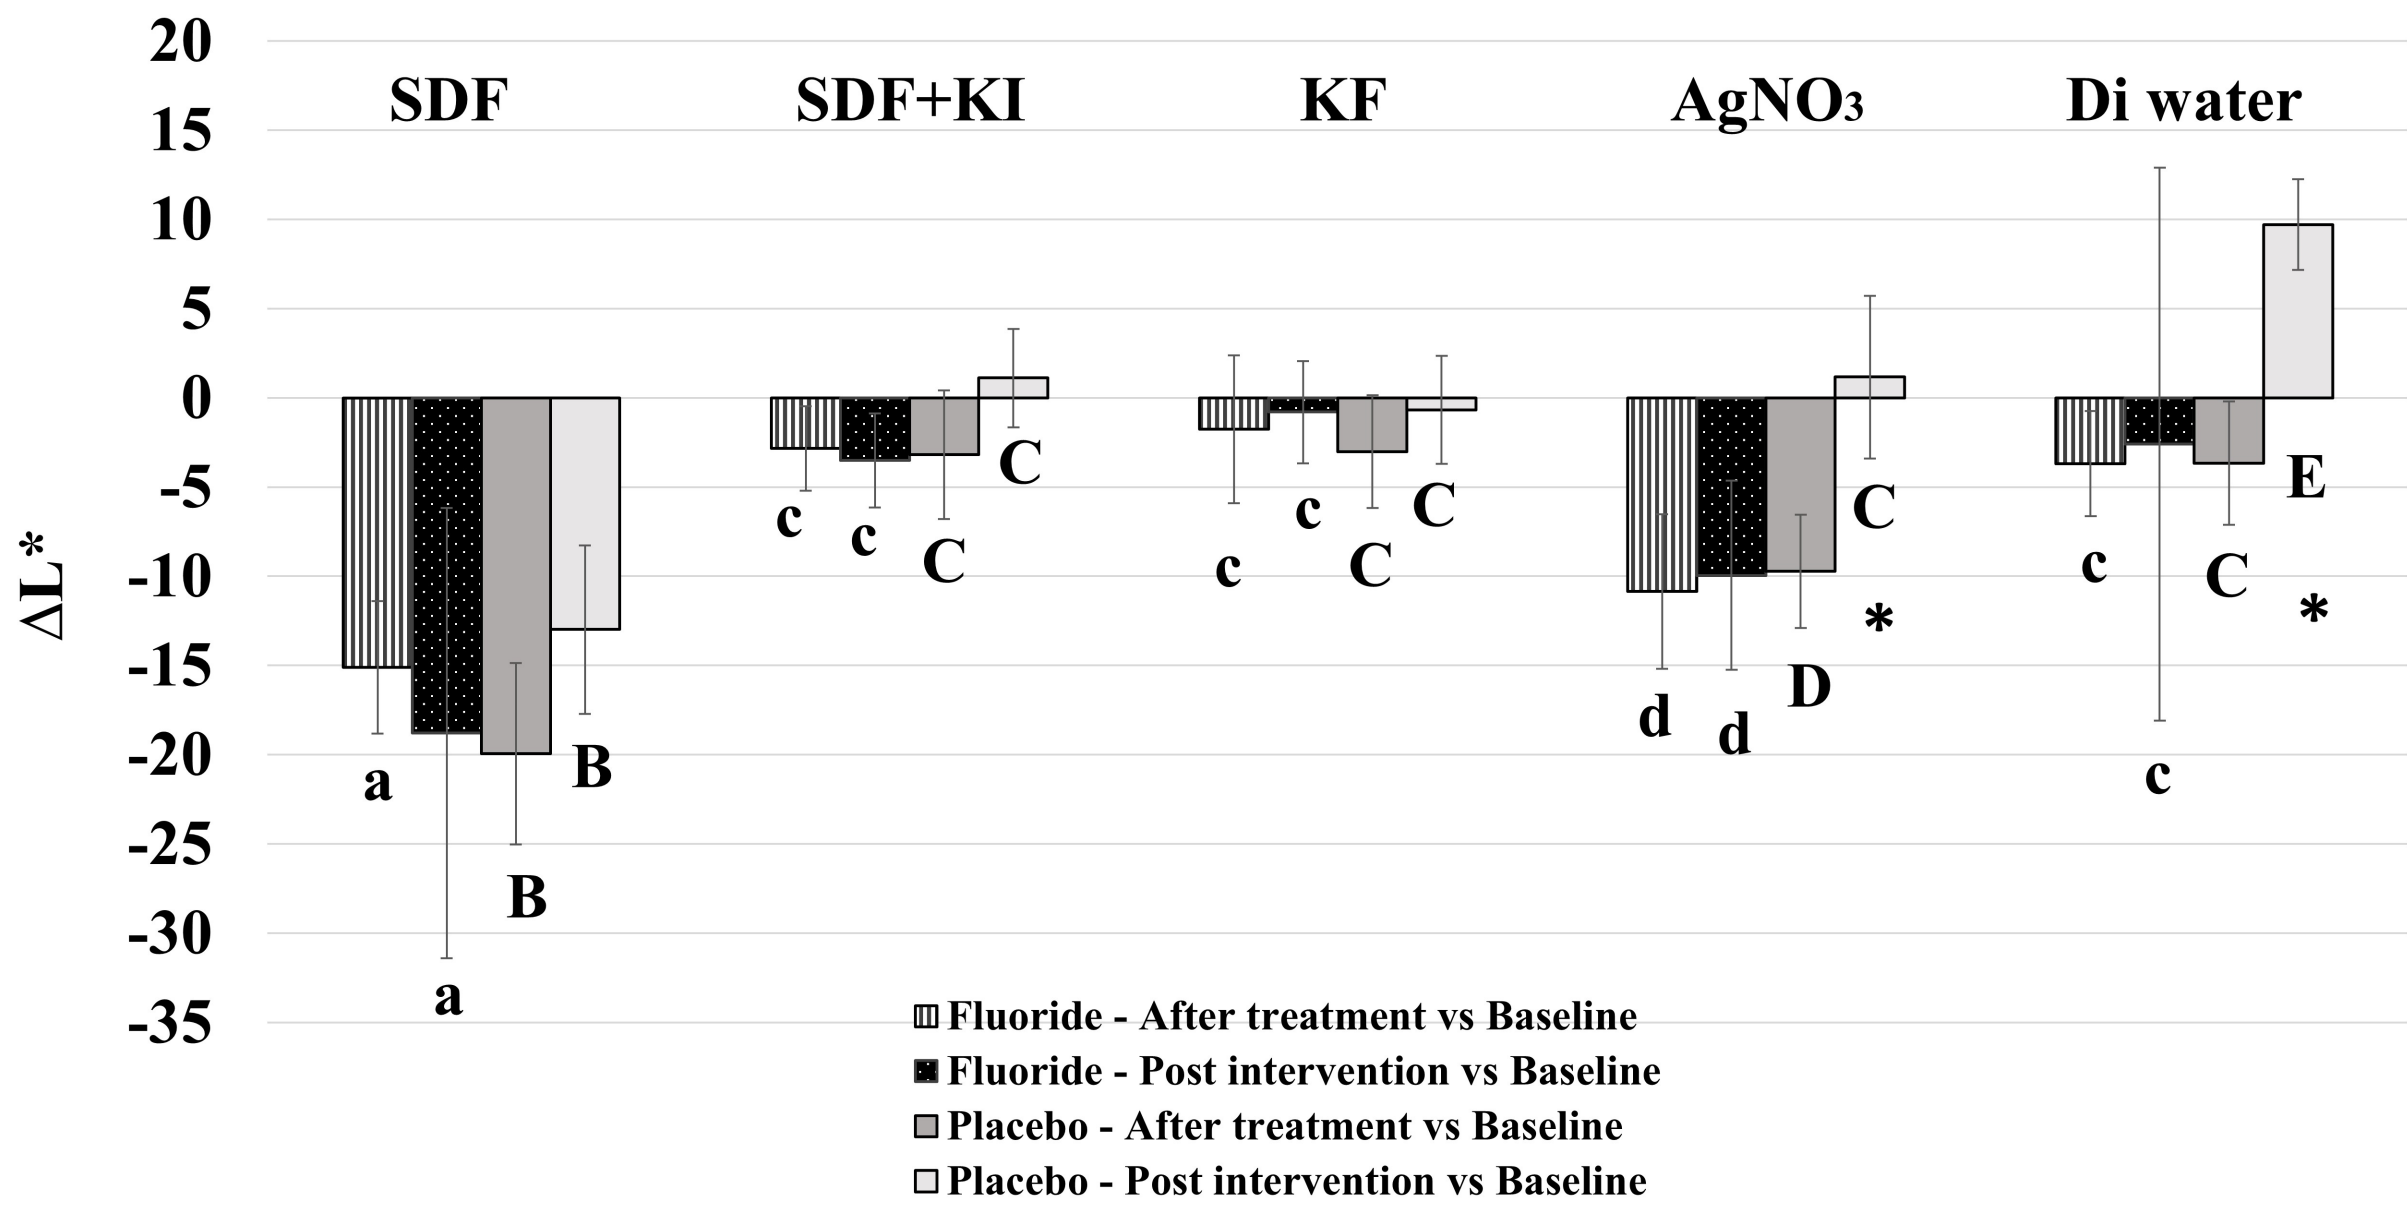 20
SDF SDF+KI KF AgNO₃ Di water
15
10
5
0
-5
-10
-15
-20
-25
-30
-35
ΔL*
a a B B
c c C C
c c C C
d d D C *
c c C E *
Fluoride - After treatment vs Baseline
Fluoride - Post intervention vs Baseline
Placebo - After treatment vs Baseline
Placebo - Post intervention vs Baseline